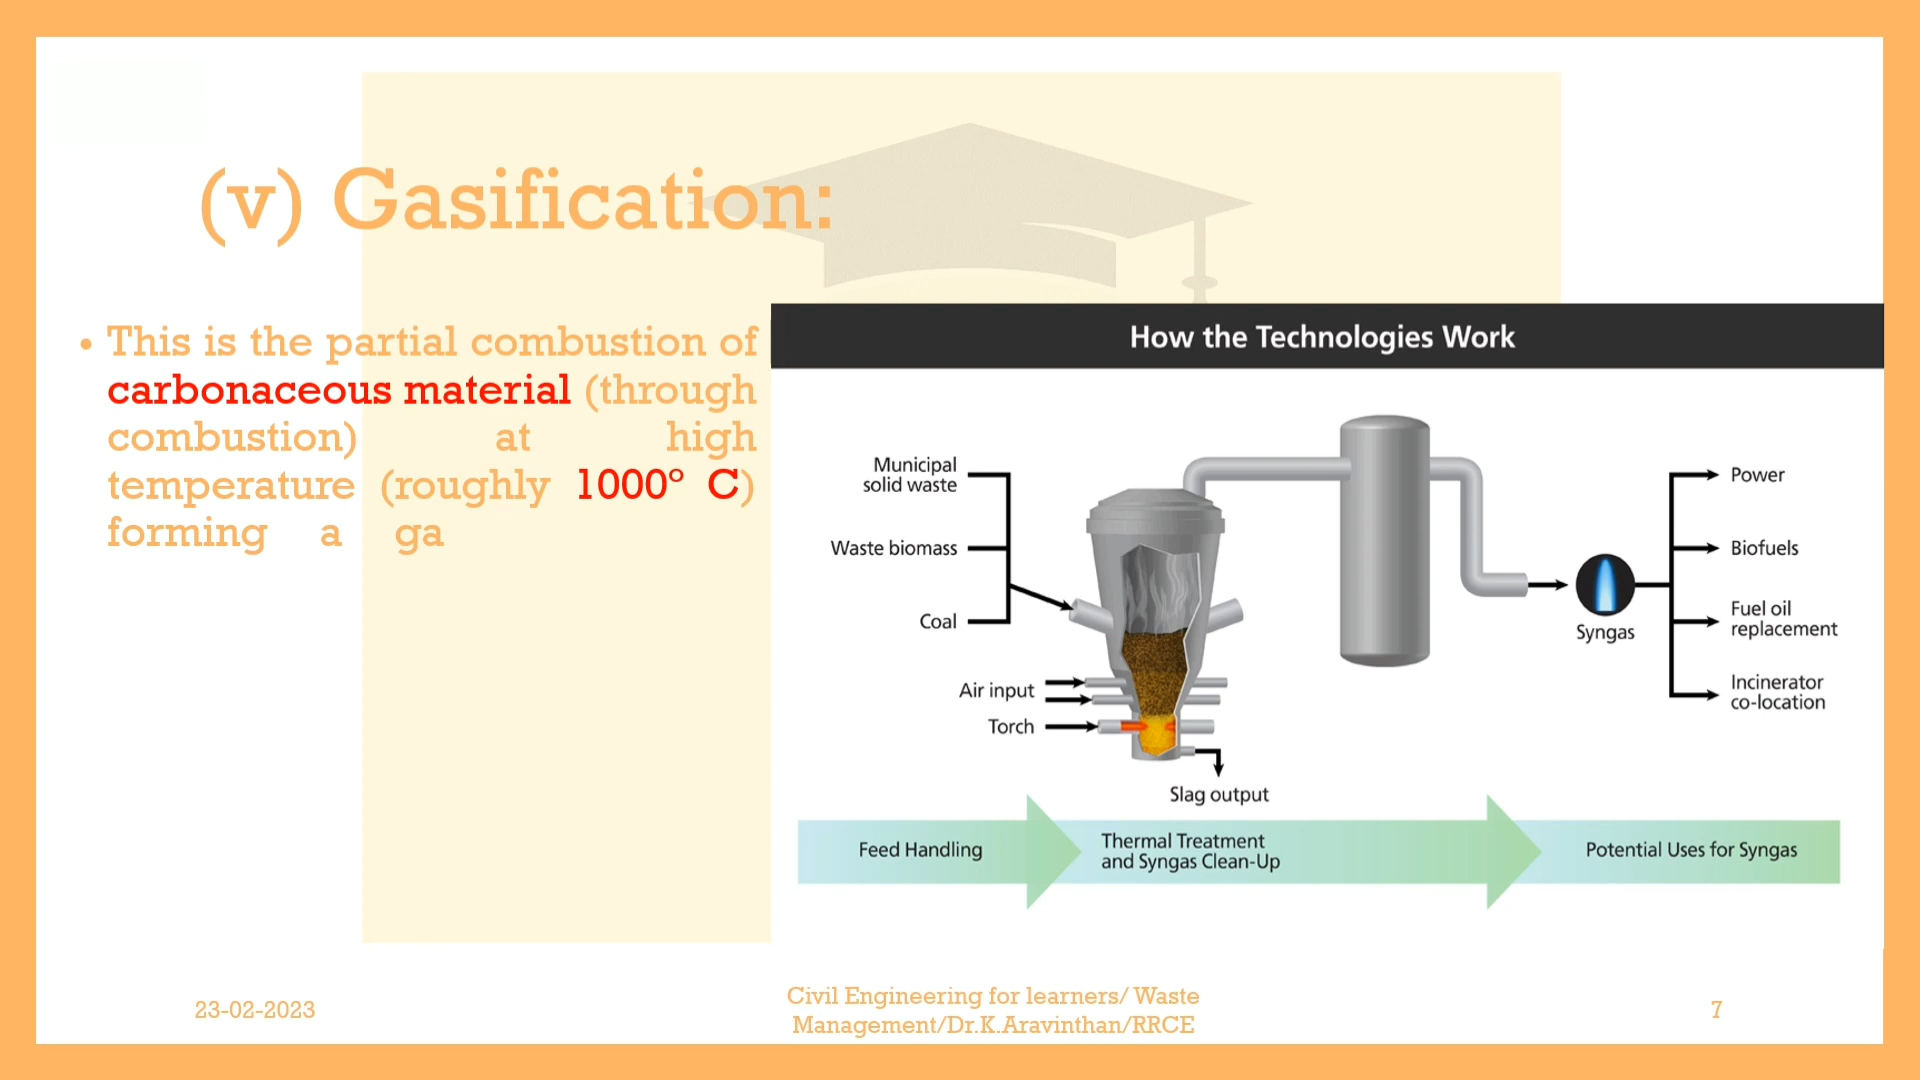 (v) Gasification:
• This is the partial combustion of
carbonaceous material (through
combustion) at high
temperature (roughly 1000° C)
forming a ga
How the Technologies Work
Municipal
solid waste
Waste biomass
Coal
Air input
Torch
Slag output
Syngas
Power
Biofuels
Fuel oil
replacement
Incinerator
co-location
Feed Handling
Thermal Treatment
and Syngas Clean-Up
Potential Uses for Syngas
23-02-2023
Civil Engineering for learners/ Waste
Management/Dr.K.Aravinthan/RRCE
7